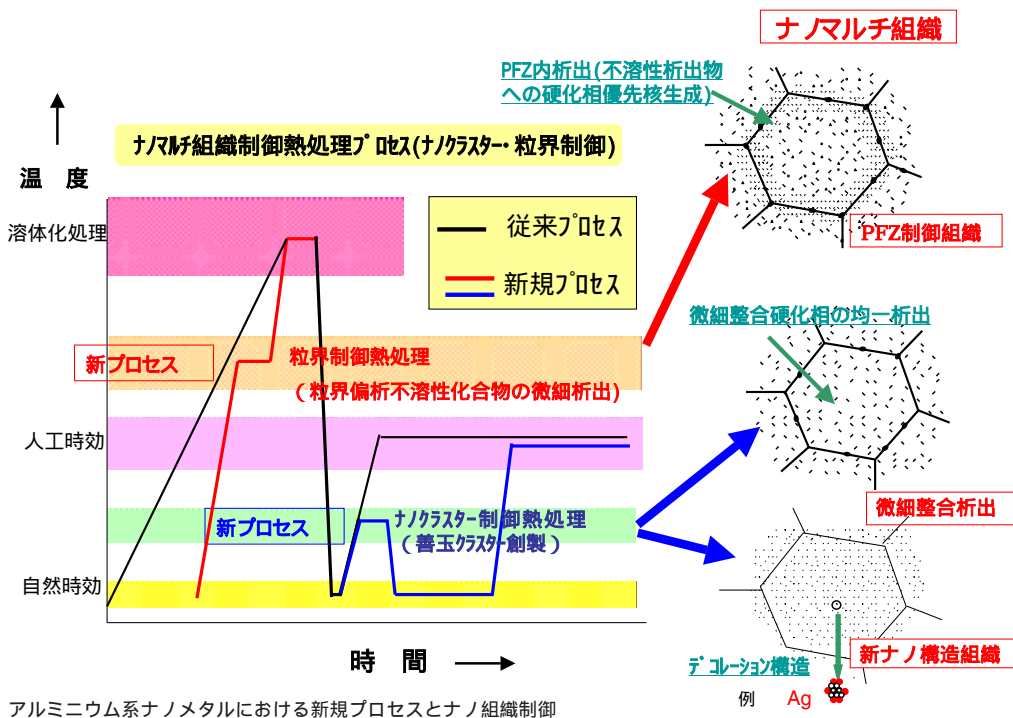 ナノマルチ組織
PFZ内析出(不溶性析出物
への硬化相優先核生成)
ナノマルチ組織制御熱処理プロセス(ナノクラスター・粒界制御)
温 度
溶体化処理
従来プロセス
新規プロセス
PFZ制御組織
微細整合硬化相の均一析出
新プロセス
粒界制御熱処理
(粒界偏析不溶性化合物の微細析出)
人工時効
新プロセス
ナノクラスター制御熱処理
(善玉クラスター創製)
微細整合析出
自然時効
時 間
新ナノ構造組織
デコレーション構造
例 Ag
アルミニウム系ナノメタルにおける新規プロセスとナノ組織制御